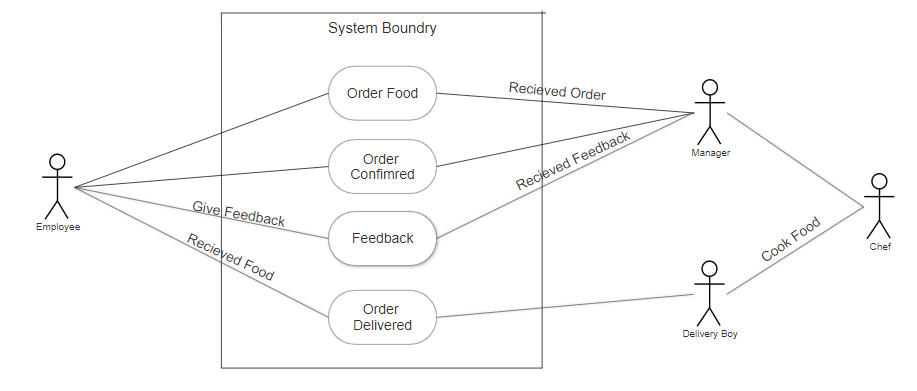 System Boundry
Order Food
Recieved Order
Manager
Order
Confimred
Recieved Feedback
Employee
Give Feedback
Feedback
Chef
Cook Food
Recieved Food
Order
Delivered
Delivery Boy